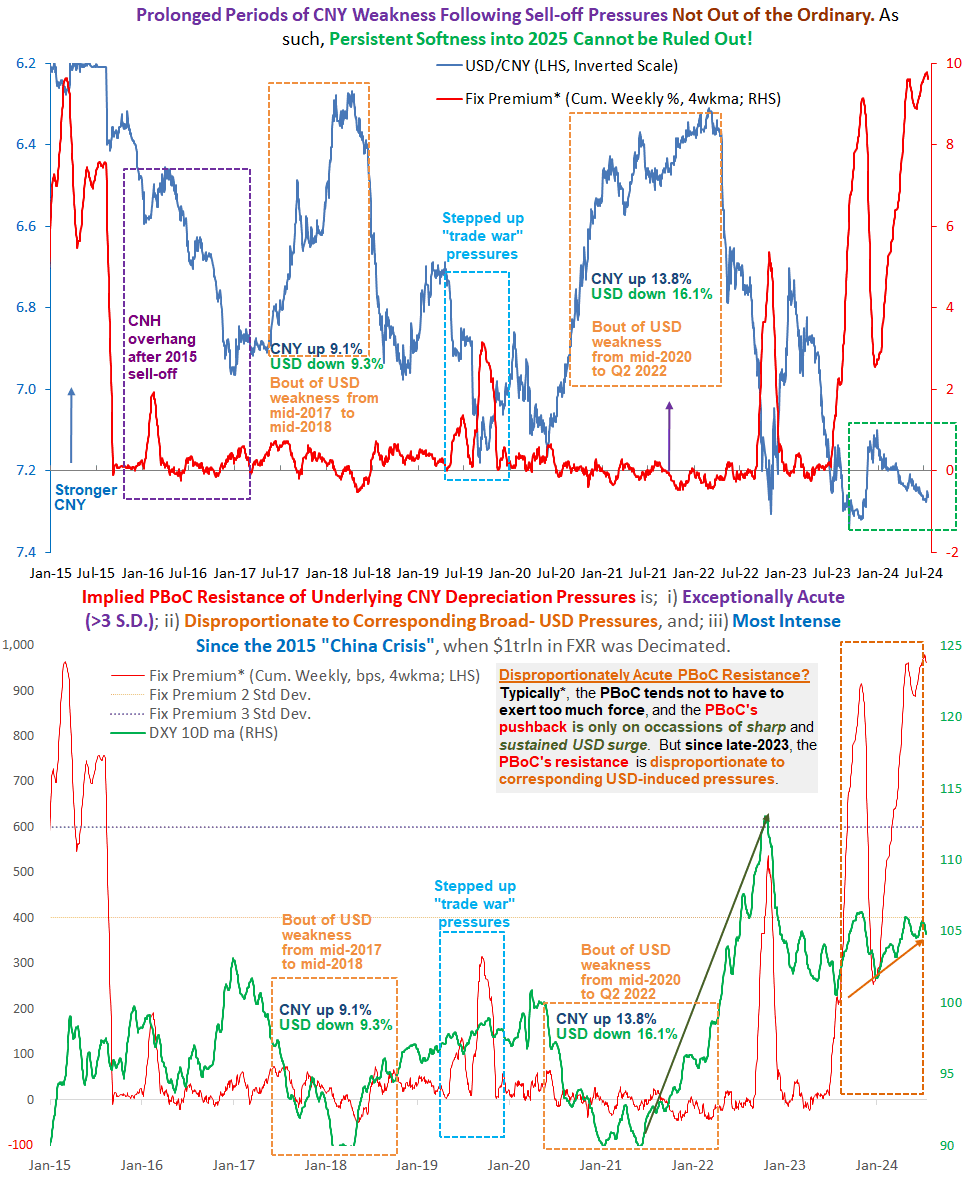 Prolonged Periods of CNY Weakness Following Sell-off Pressures Not Out of the Ordinary. As
such, Persistent Softness into 2025 Cannot be Ruled Out!
6.2
6.4
6.6
6.8
7.0
7.2
7.4
10
8
6
4
2
0
-2
USD/CNY (LHS, Inverted Scale)
Fix Premium* (Cum. Weekly %, 4wkma; RHS)
CNH
overhang
after 2015
sell-off
Stronger
CNY
CNY up 9.1%
USD down 9.3%
Bout of USD
weakness from
mid-2017 to
mid-2018
Stepped up
"trade war"
pressures
CNY up 13.8%
USD down 16.1%
Bout of USD
weakness
from mid-2020
to Q2 2022
Jan-15 Jul-15 Jan-16 Jul-16 Jan-17 Jul-17 Jan-18 Jul-18 Jan-19 Jul-19 Jan-20 Jul-20 Jan-21 Jul-21 Jan-22 Jul-22 Jan-23 Jul-23 Jan-24 Jul-24
Implied PBoC Resistance of Underlying CNY Depreciation Pressures is; i) Exceptionally Acute
(>3 S.D.); ii) Disproportionate to Corresponding Broad- USD Pressures, and; iii) Most Intense
Since the 2015 "China Crisis", when $1trln in FXR was Decimated.
1,000
900
800
700
600
500
400
300
200
100
0
-100
125
120
115
110
105
100
95
90
Fix Premium* (Cum. Weekly, bps, 4wkma; LHS)
Fix Premium 2 Std Dev.
Fix Premium 3 Std Dev.
DXY 10D ma (RHS)
Disproportionately Acute PBoC Resistance?
Typically*, the PBoC tends not to have to
exert too much force, and the PBoC's
pushback is only on occassions of sharp and
sustained USD surge. But since late-2023, the
PBoC's resistance is disproportionate to
corresponding USD-induced pressures.
Bout of USD
weakness
from mid-2017
to mid-2018
CNY up 9.1%
USD down 9.3%
Stepped up
"trade war"
pressures
Bout of USD
weakness
from mid-2020
to Q2 2022
CNY up 13.8%
USD down 16.1%
Jan-15 Jan-16 Jan-17 Jan-18 Jan-19 Jan-20 Jan-21 Jan-22 Jan-23 Jan-24